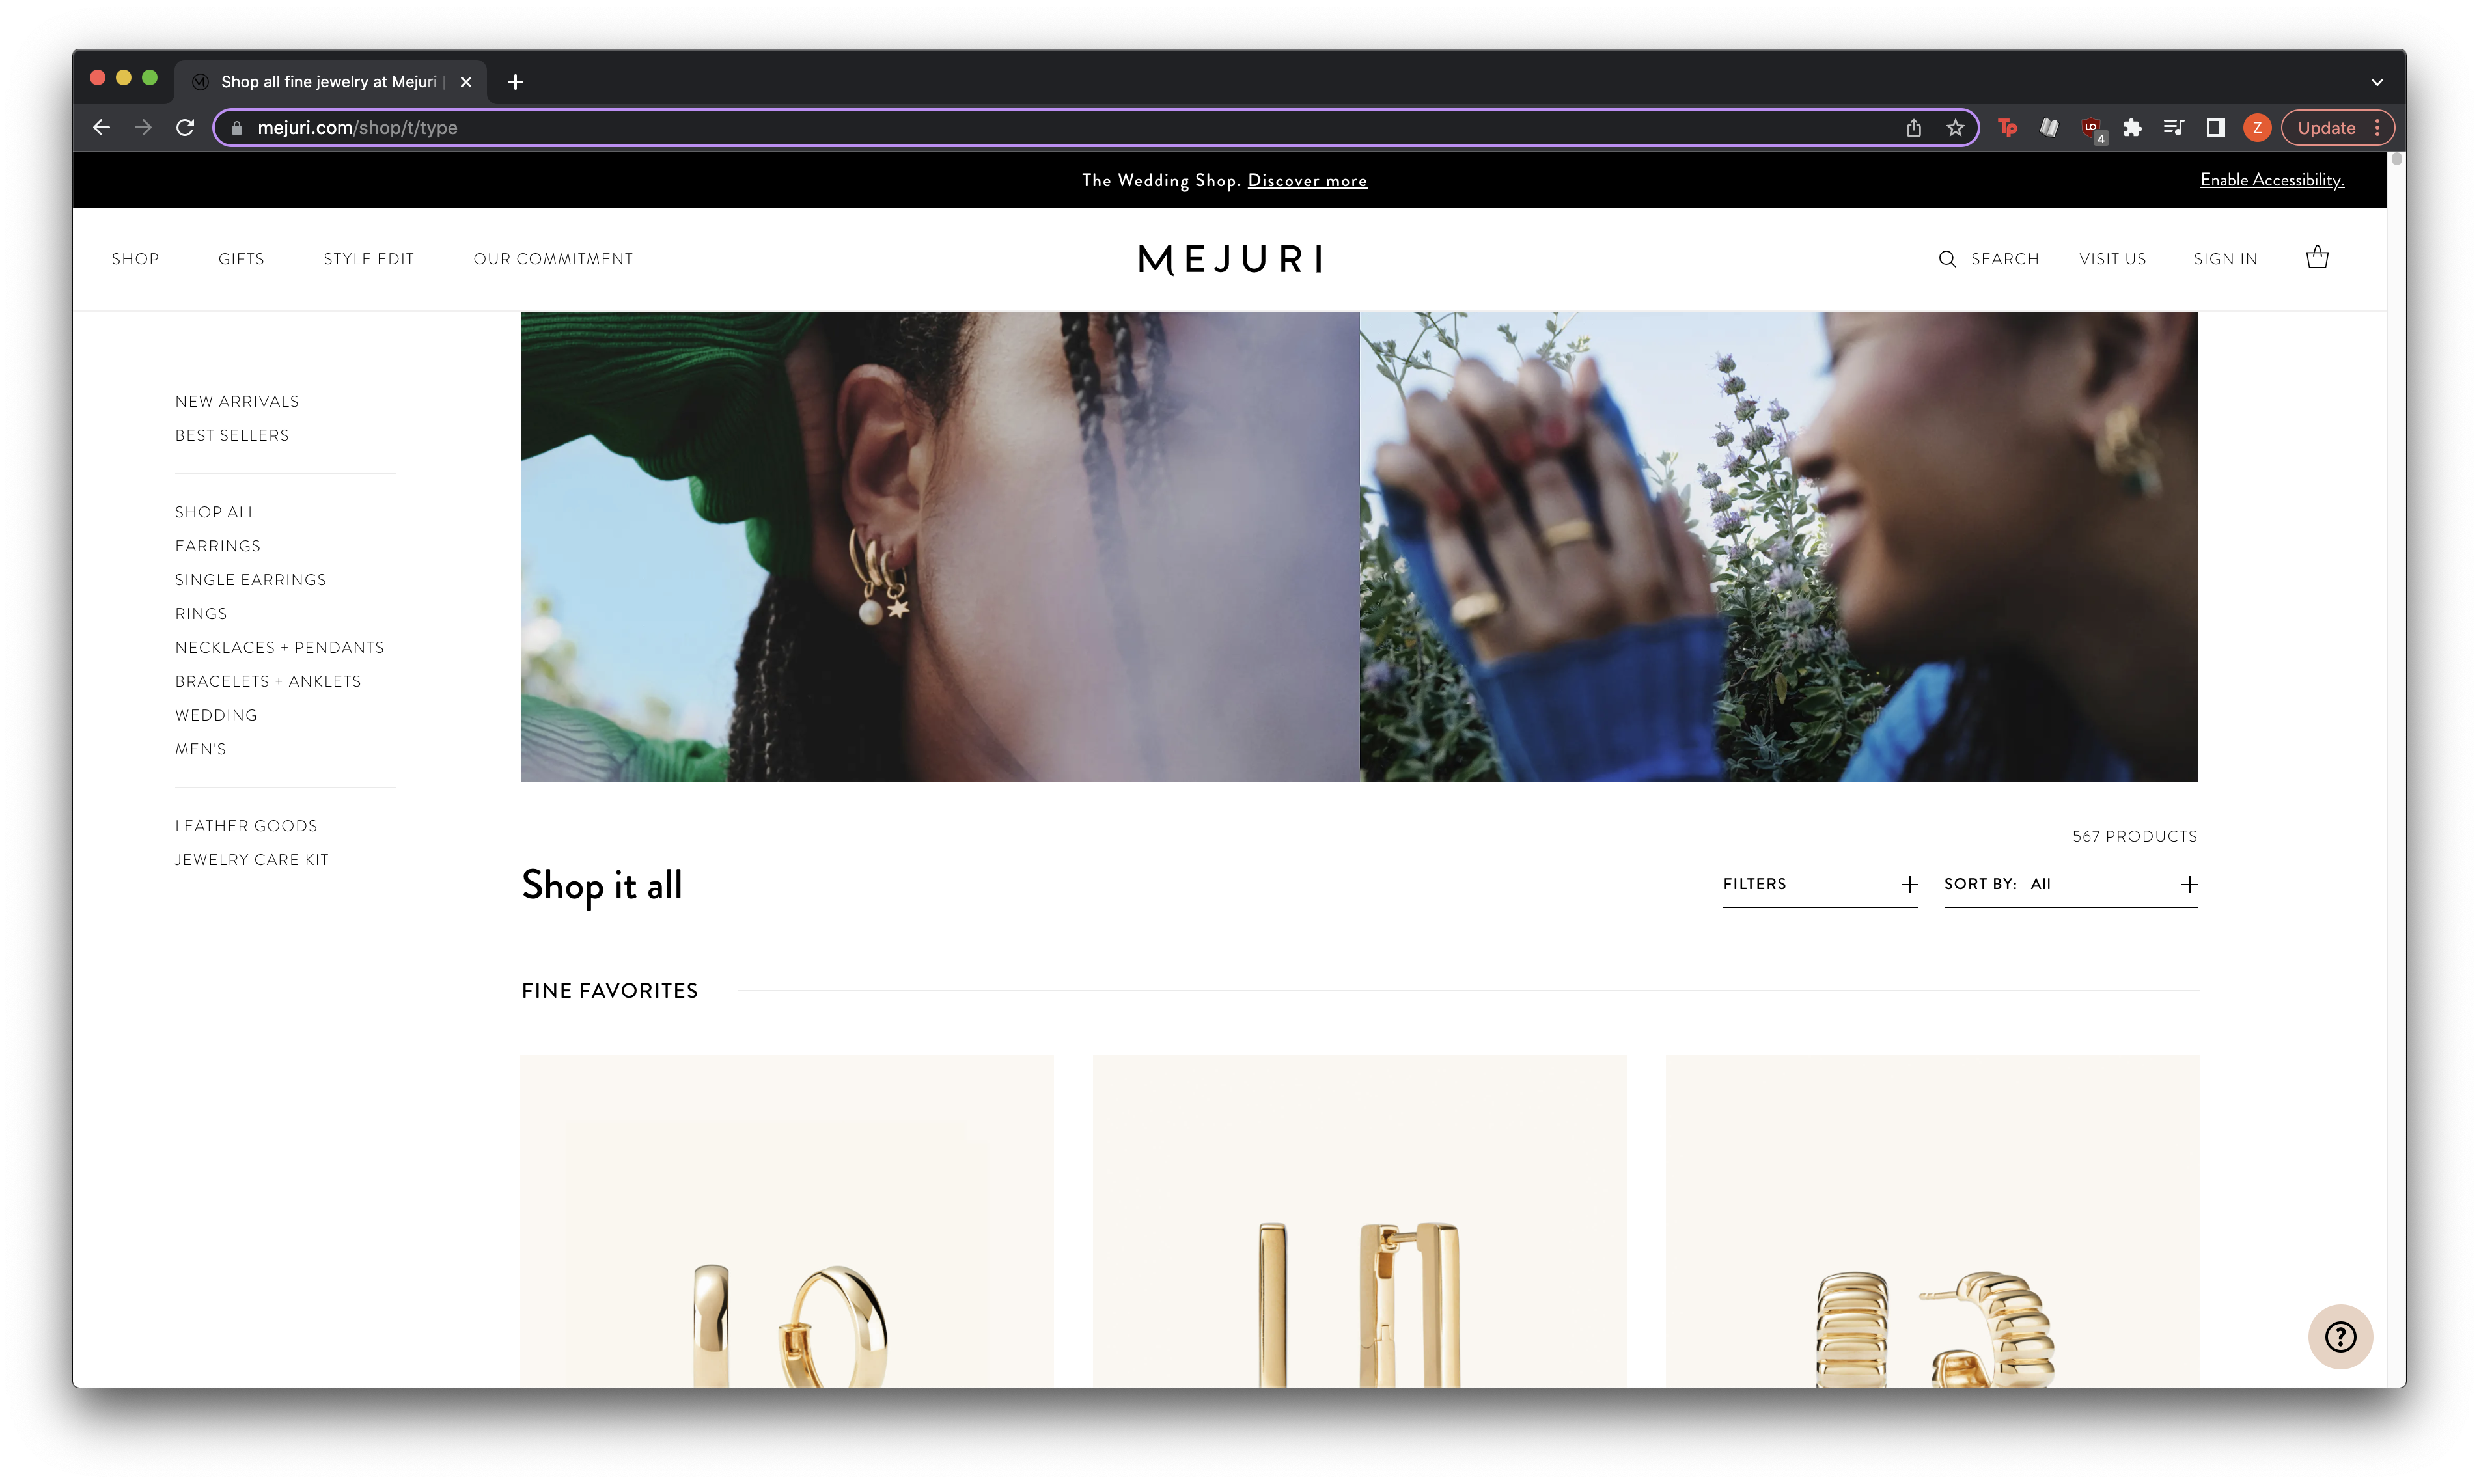 Shop all fine jewelry at Mejuri |
mejuri.com/shop/t/type
Tp
UD
4
Z
Update
The Wedding Shop. Discover more
Enable Accessibility.
SHOP
GIFTS
STYLE EDIT
OUR COMMITMENT
MEJURI
SEARCH
VISIT US
SIGN IN
NEW ARRIVALS
BEST SELLERS
SHOP ALL
EARRINGS
SINGLE EARRINGS
RINGS
NECKLACES + PENDANTS
BRACELETS + ANKLETS
WEDDING
MEN'S
LEATHER GOODS
JEWELRY CARE KIT
567 PRODUCTS
Shop it all
FILTERS
SORT BY: All
FINE FAVORITES
?